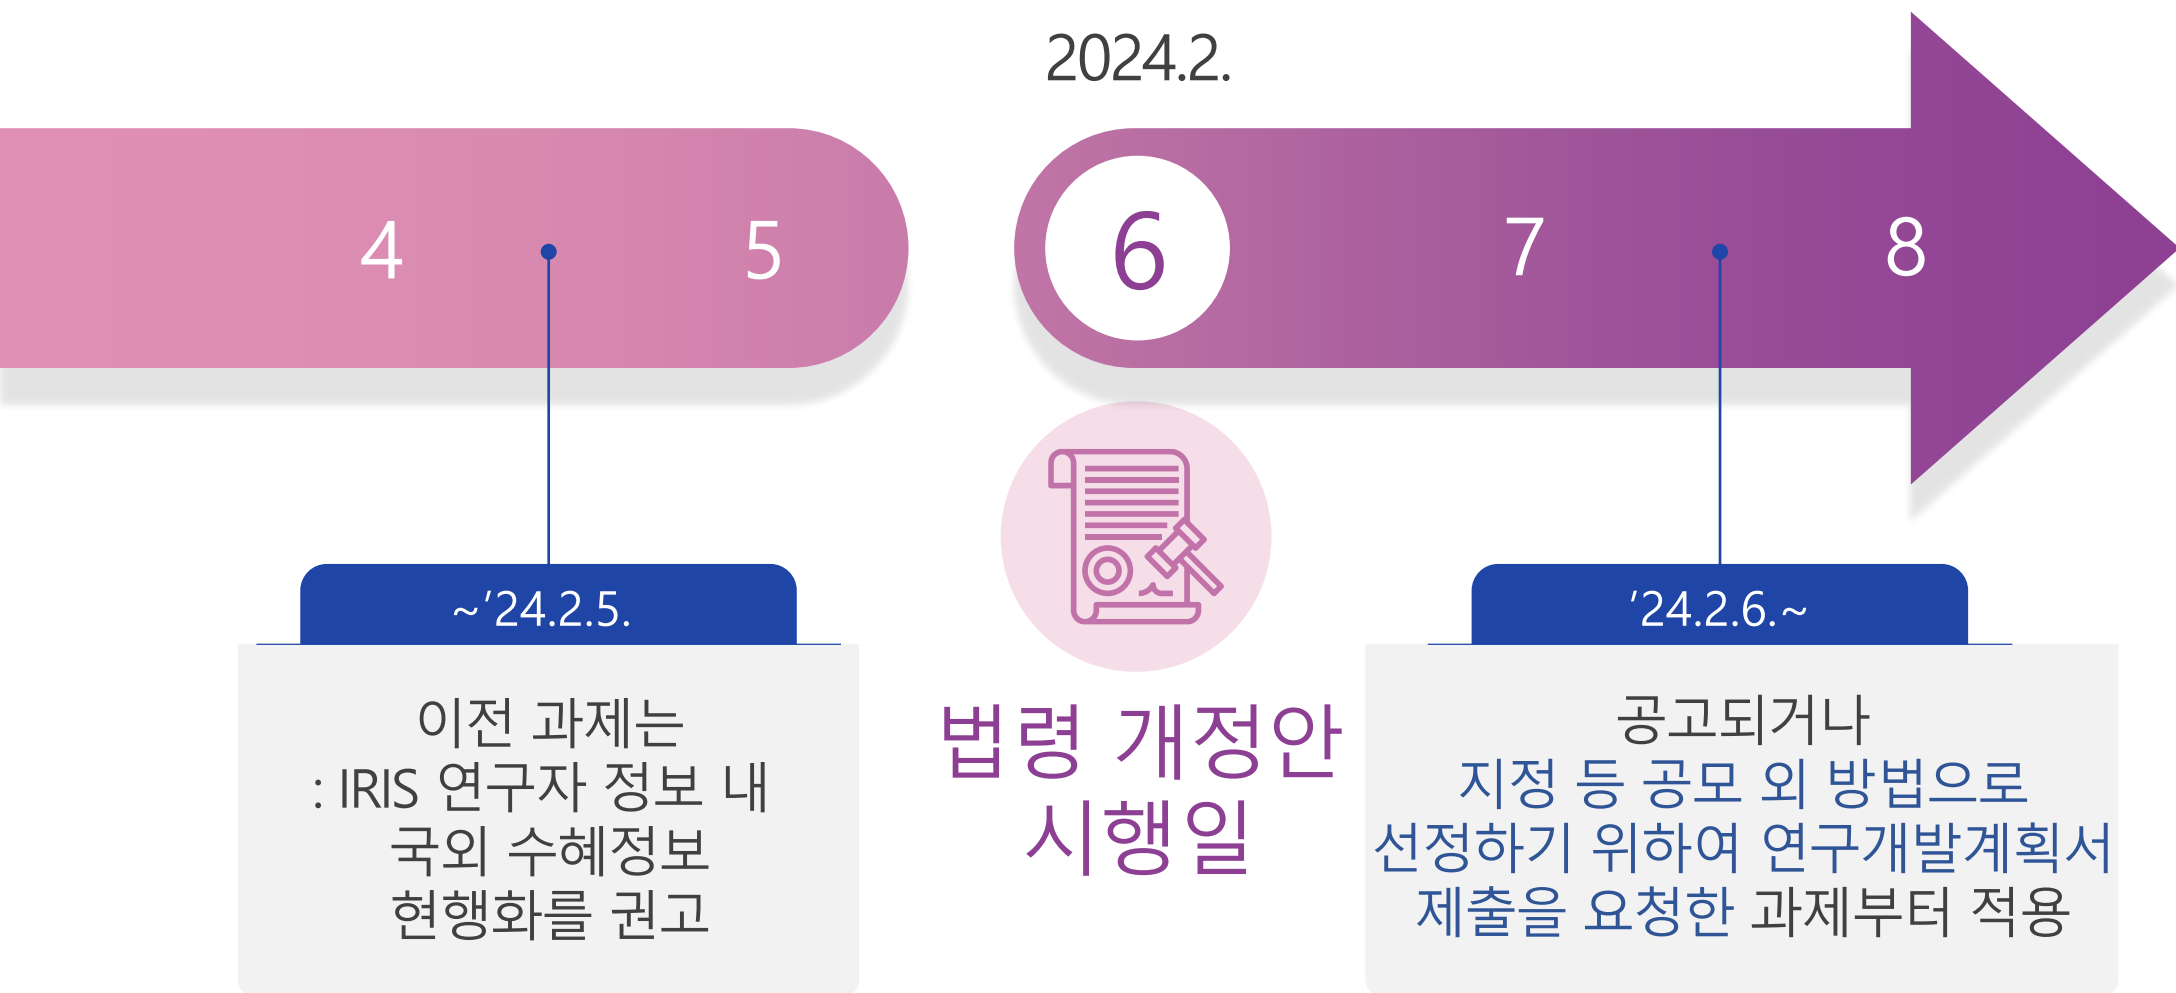 2024.2.
4
5
6
7
8
~’24.2.5.
이전 과제는
: IRIS 연구자 정보 내
국외 수혜정보
현행화를 권고
법령 개정안
시행일
’24.2.6.~
공고되거나
지정 등 공모 외 방법으로
선정하기 위하여 연구개발계획서
제출을 요청한 과제부터 적용